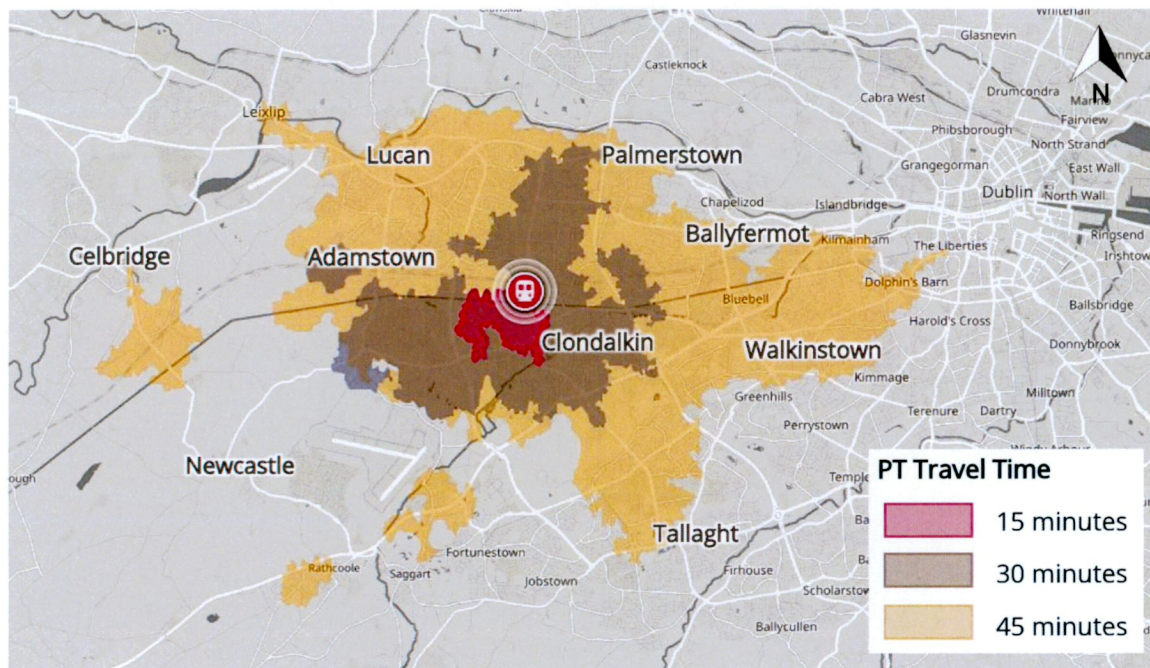 Whitehall
Glasnevin
Castleknock
N
Cabra West
Drumcondra
Marino
Fairview
Leixlip
Phibsborough
North Strand
Lucan
Palmerstown
Grangegorman
East Wall
Dublin
North Wall
Chapelizod
Islandbridge
Ringsend
Ballyfermot
Kilmainham
The Liberties
Irishtown
Celbridge
Adamstown
Dolphin's Barn
Bluebell
Ballsbridge
Harold's Cross
Clondalkin
Walkinstown
Donnybrook
Kimmage
Greenhills
Milltown
Terenure
Dartry
Perrystown
Newcastle
PT Travel Time
15 minutes
30 minutes
45 minutes
Tallaght
Fortunestown
Rathcoole
Saggart
Jobstown
Firhouse
Ballycullen